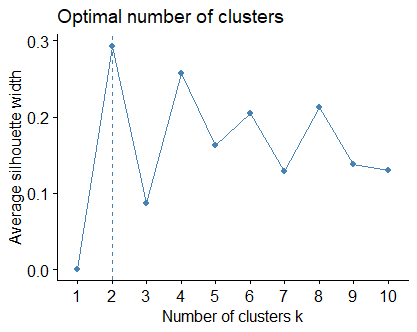 Optimal number of clusters
Average silhouette width
0.3
0.2
0.1
0.0
1 2 3 4 5 6 7 8 9 10
Number of clusters k